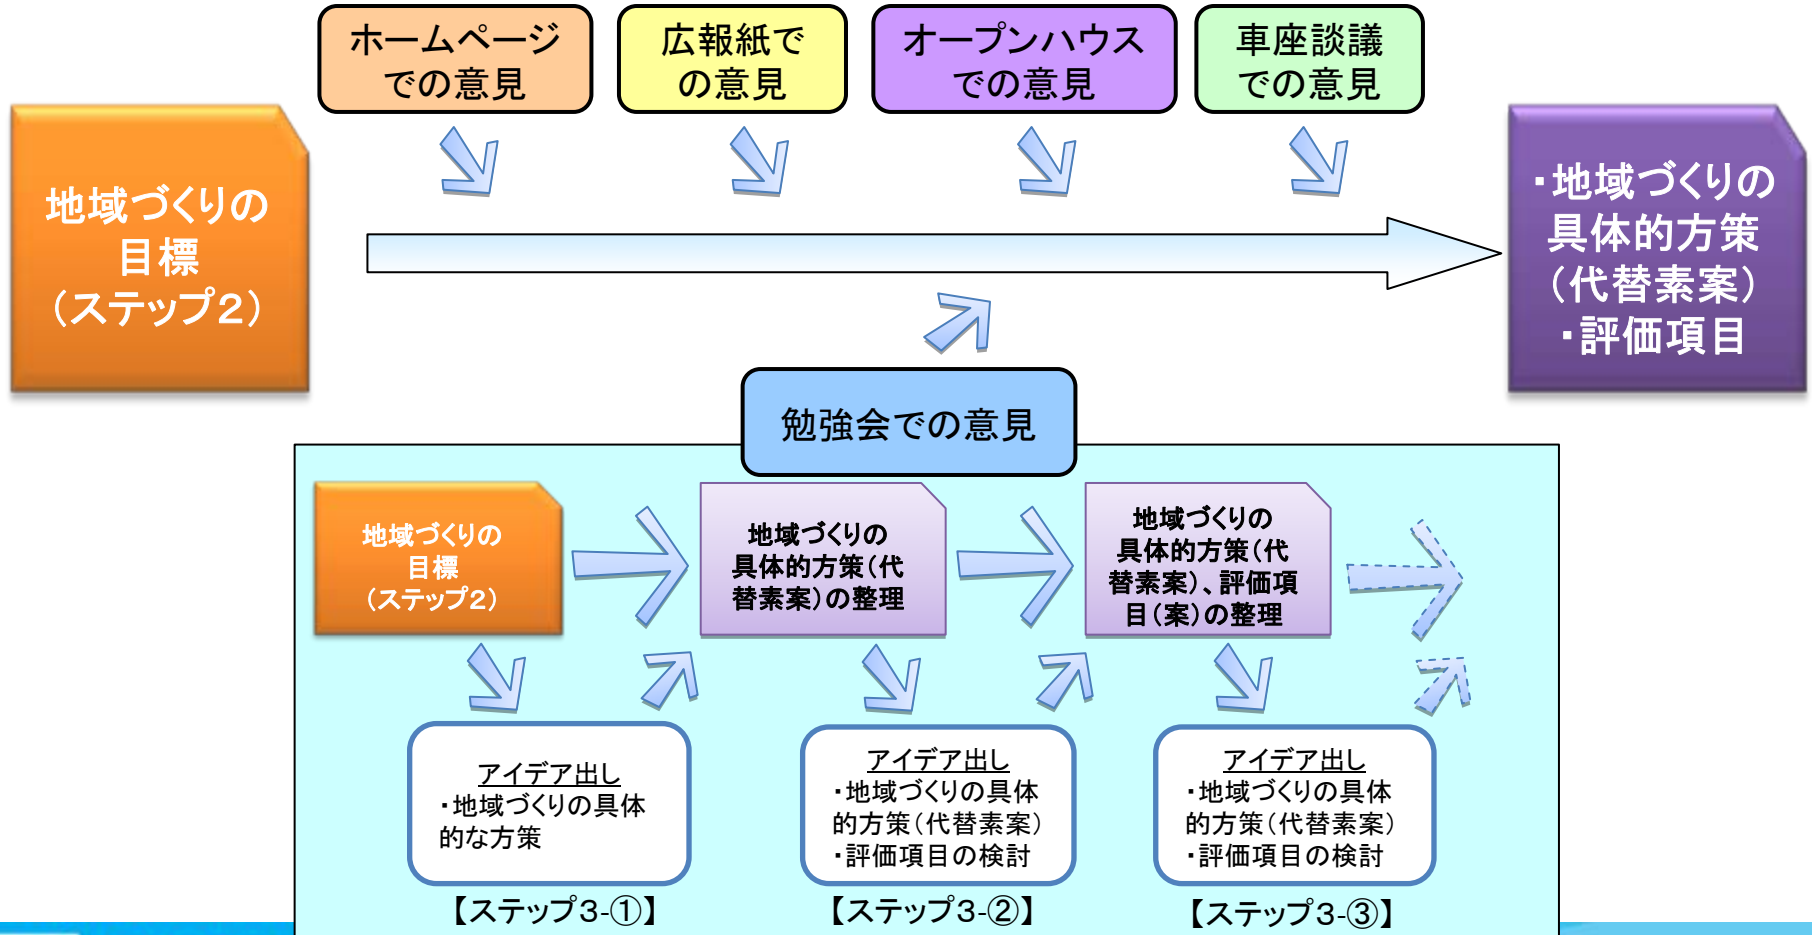 ホームページ
での意見
広報紙で
の意見
オープンハウス
での意見
車座談議
での意見
地域づくりの
目標
（ステップ２）
・地域づくりの
具体的方策
（代替素案）
・評価項目
勉強会での意見
地域づくりの
目標
（ステップ２）
地域づくりの
具体的方策（代
替素案）の整理
地域づくりの
具体的方策（代
替素案）、評価項
目（案）の整理
アイデア出し
・地域づくりの具体
的な方策
アイデア出し
・地域づくりの具体
的方策（代替素案）
・評価項目の検討
アイデア出し
・地域づくりの具体
的方策（代替素案）
・評価項目の検討
【ステップ３-①】
【ステップ３-②】
【ステップ３-③】